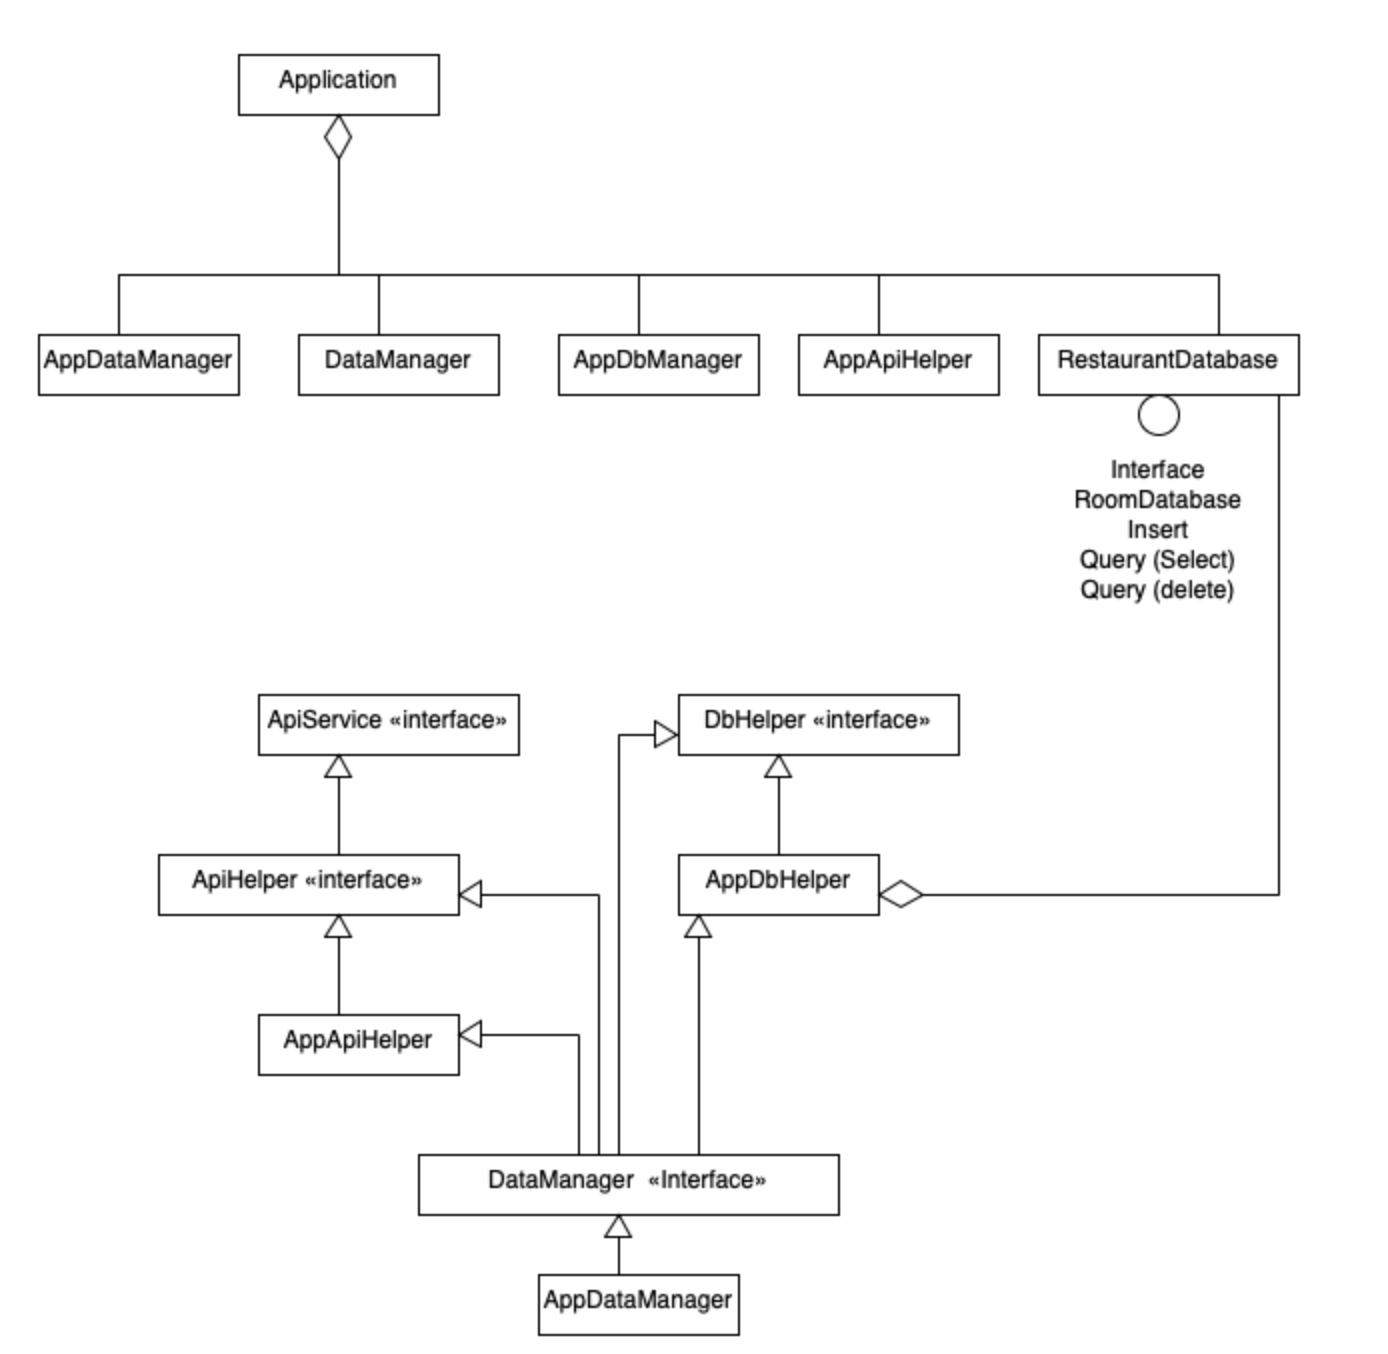 Application
AppDataManager
DataManager
AppDbManager
AppApiHelper
RestaurantDatabase
Interface
RoomDatabase
Insert
Query (Select)
Query (delete)
ApiService «interface»
DbHelper «interface»
ApiHelper «interface»
AppDbHelper
AppApiHelper
DataManager «Interface»
AppDataManager